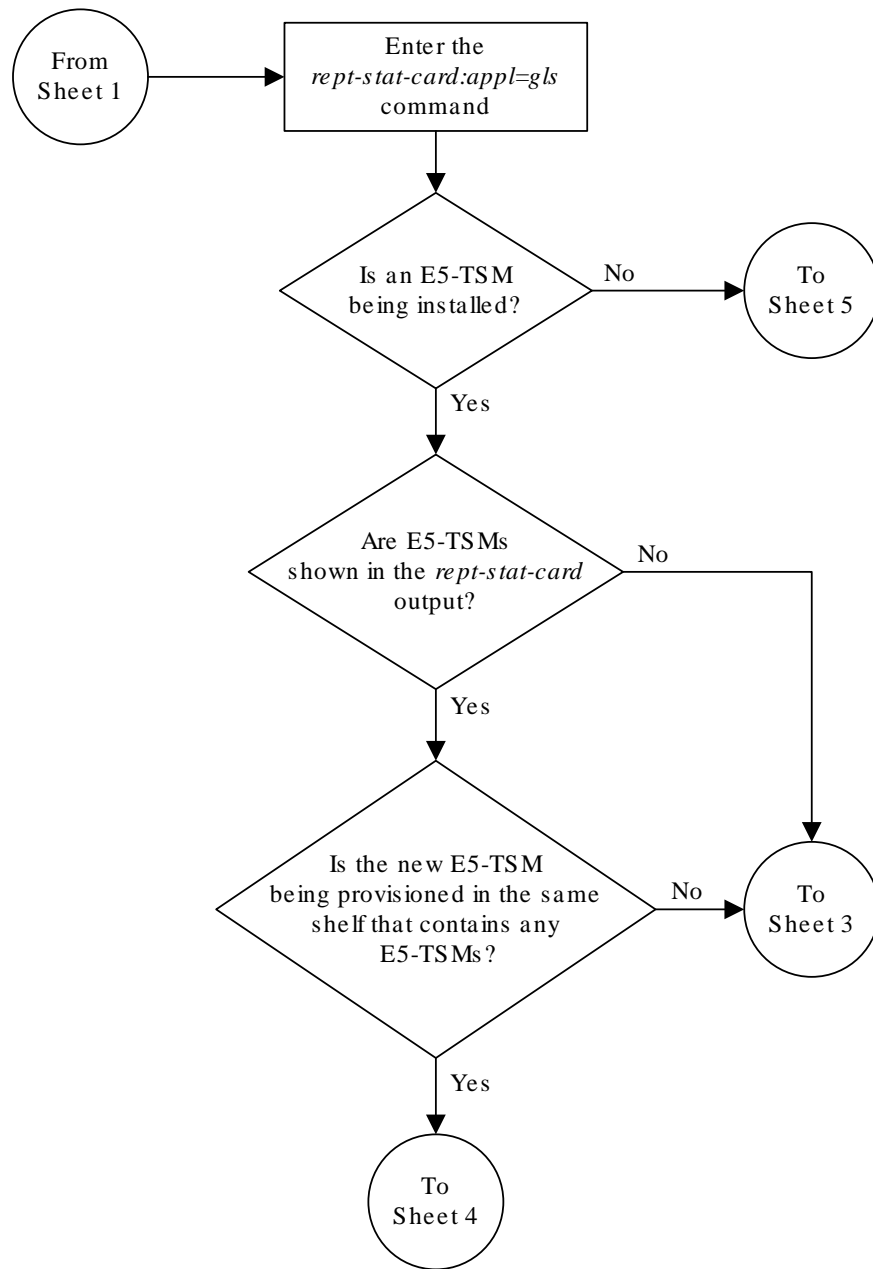 From
Sheet 1
Enter the
rept-stat-card:appl=gls
command
Is an E5-TSM
being installed?
No
To
Sheet 5
Yes
Are E5-TSMs
shown in the rept-stat-card
output?
No
Yes
Is the new E5-TSM
being provisioned in the same
shelf that contains any
E5-TSMs?
No
To
Sheet 3
Yes
To
Sheet 4